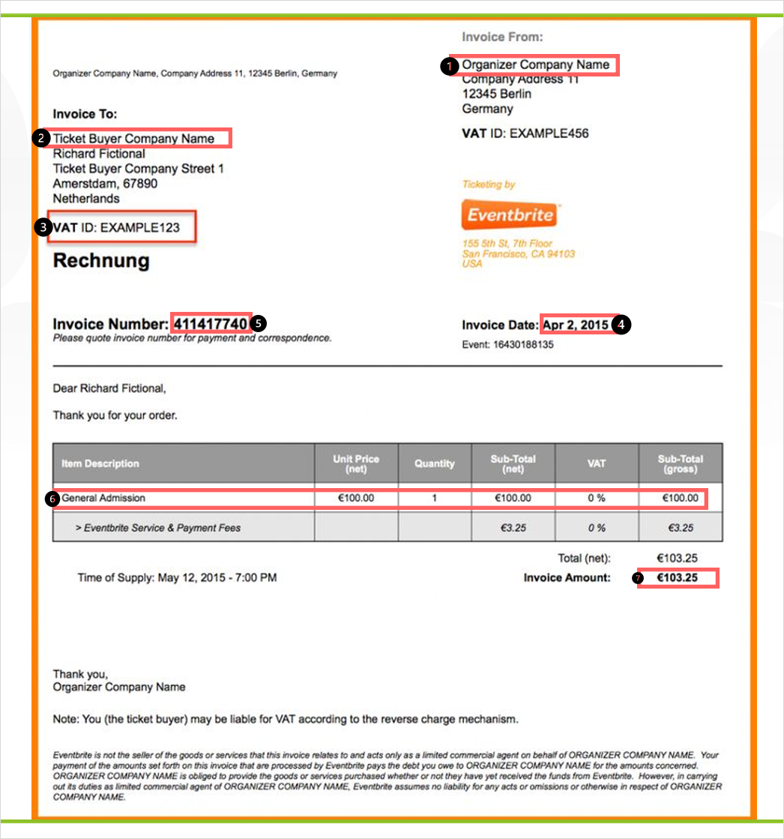 Invoice From:
1 Organizer Company Name
Company Address 11
12345 Berlin
Germany
VAT ID: EXAMPLE456
Organizer Company Name, Company Address 11, 12345 Berlin, Germany
Invoice To:
2 Ticket Buyer Company Name
Richard Fictional
Ticket Buyer Company Street 1
Amerstdam, 67890
Netherlands
3 VAT ID: EXAMPLE123
Rechnung
Ticketing by
Eventbrite
155 5th St, 7th Floor
San Francisco, CA 94103
USA
Invoice Number: 411417740 5
Please quote invoice number for payment and correspondence.
Invoice Date: Apr 2, 2015 4
Event: 16430188135
Dear Richard Fictional,
Thank you for your order.
Item Description Unit Price (net) Quantity Sub-Total (net) VAT Sub-Total (gross)
6 General Admission €100.00 1 €100.00 0 % €100.00
> Eventbrite Service & Payment Fees €3.25 0 % €3.25
Total (net): €103.25
Time of Supply: May 12, 2015 - 7:00 PM Invoice Amount: 7 €103.25
Thank you,
Organizer Company Name
Note: You (the ticket buyer) may be liable for VAT according to the reverse charge mechanism.
Eventbrite is not the seller of the goods or services that this invoice relates to and acts only as a limited commercial agent on behalf of ORGANIZER COMPANY NAME. Your
payment of the amounts set forth on this invoice that are processed by Eventbrite pays the debt you owe to ORGANIZER COMPANY NAME for the amounts concerned.
ORGANIZER COMPANY NAME is obliged to provide the goods or services purchased whether or not they have yet received the funds from Eventbrite. However, in carrying
out its duties as limited commercial agent of ORGANIZER COMPANY NAME, Eventbrite assumes no liability for any acts or omissions or otherwise in respect of ORGANIZER
COMPANY NAME.